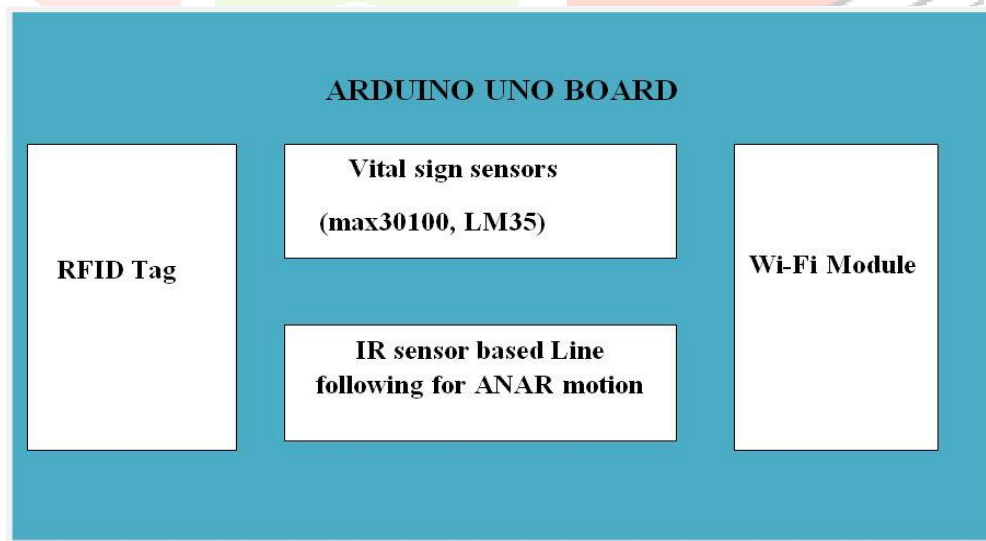 ARDUINO UNO BOARD
RFID Tag
Vital sign sensors
(max30100, LM35)
IR sensor based Line
following for ANAR motion
Wi-Fi Module